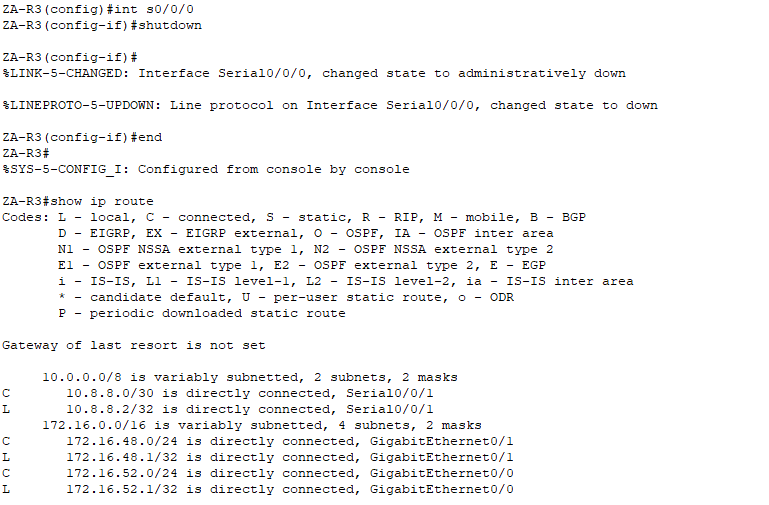 ZA-R3(config)#int s0/0/0
ZA-R3(config-if)#shutdown
ZA-R3(config-if)#
%LINK-5-CHANGED: Interface Serial0/0/0, changed state to administratively down
%LINEPROTO-5-UPDOWN: Line protocol on Interface Serial0/0/0, changed state to down
ZA-R3(config-if)#end
ZA-R3#
%SYS-5-CONFIG_I: Configured from console by console
ZA-R3#show ip route
Codes: L - local, C - connected, S - static, R - RIP, M - mobile, B - BGP
       D - EIGRP, EX - EIGRP external, O - OSPF, IA - OSPF inter area
       N1 - OSPF NSSA external type 1, N2 - OSPF NSSA external type 2
       E1 - OSPF external type 1, E2 - OSPF external type 2, E - EGP
       i - IS-IS, L1 - IS-IS level-1, L2 - IS-IS level-2, ia - IS-IS inter area
       * - candidate default, U - per-user static route, o - ODR
       P - periodic downloaded static route
Gateway of last resort is not set
     10.0.0.0/8 is variably subnetted, 2 subnets, 2 masks
C       10.8.8.0/30 is directly connected, Serial0/0/1
L       10.8.8.2/32 is directly connected, Serial0/0/1
     172.16.0.0/16 is variably subnetted, 4 subnets, 2 masks
C       172.16.48.0/24 is directly connected, GigabitEthernet0/1
L       172.16.48.1/32 is directly connected, GigabitEthernet0/1
C       172.16.52.0/24 is directly connected, GigabitEthernet0/0
L       172.16.52.1/32 is directly connected, GigabitEthernet0/0